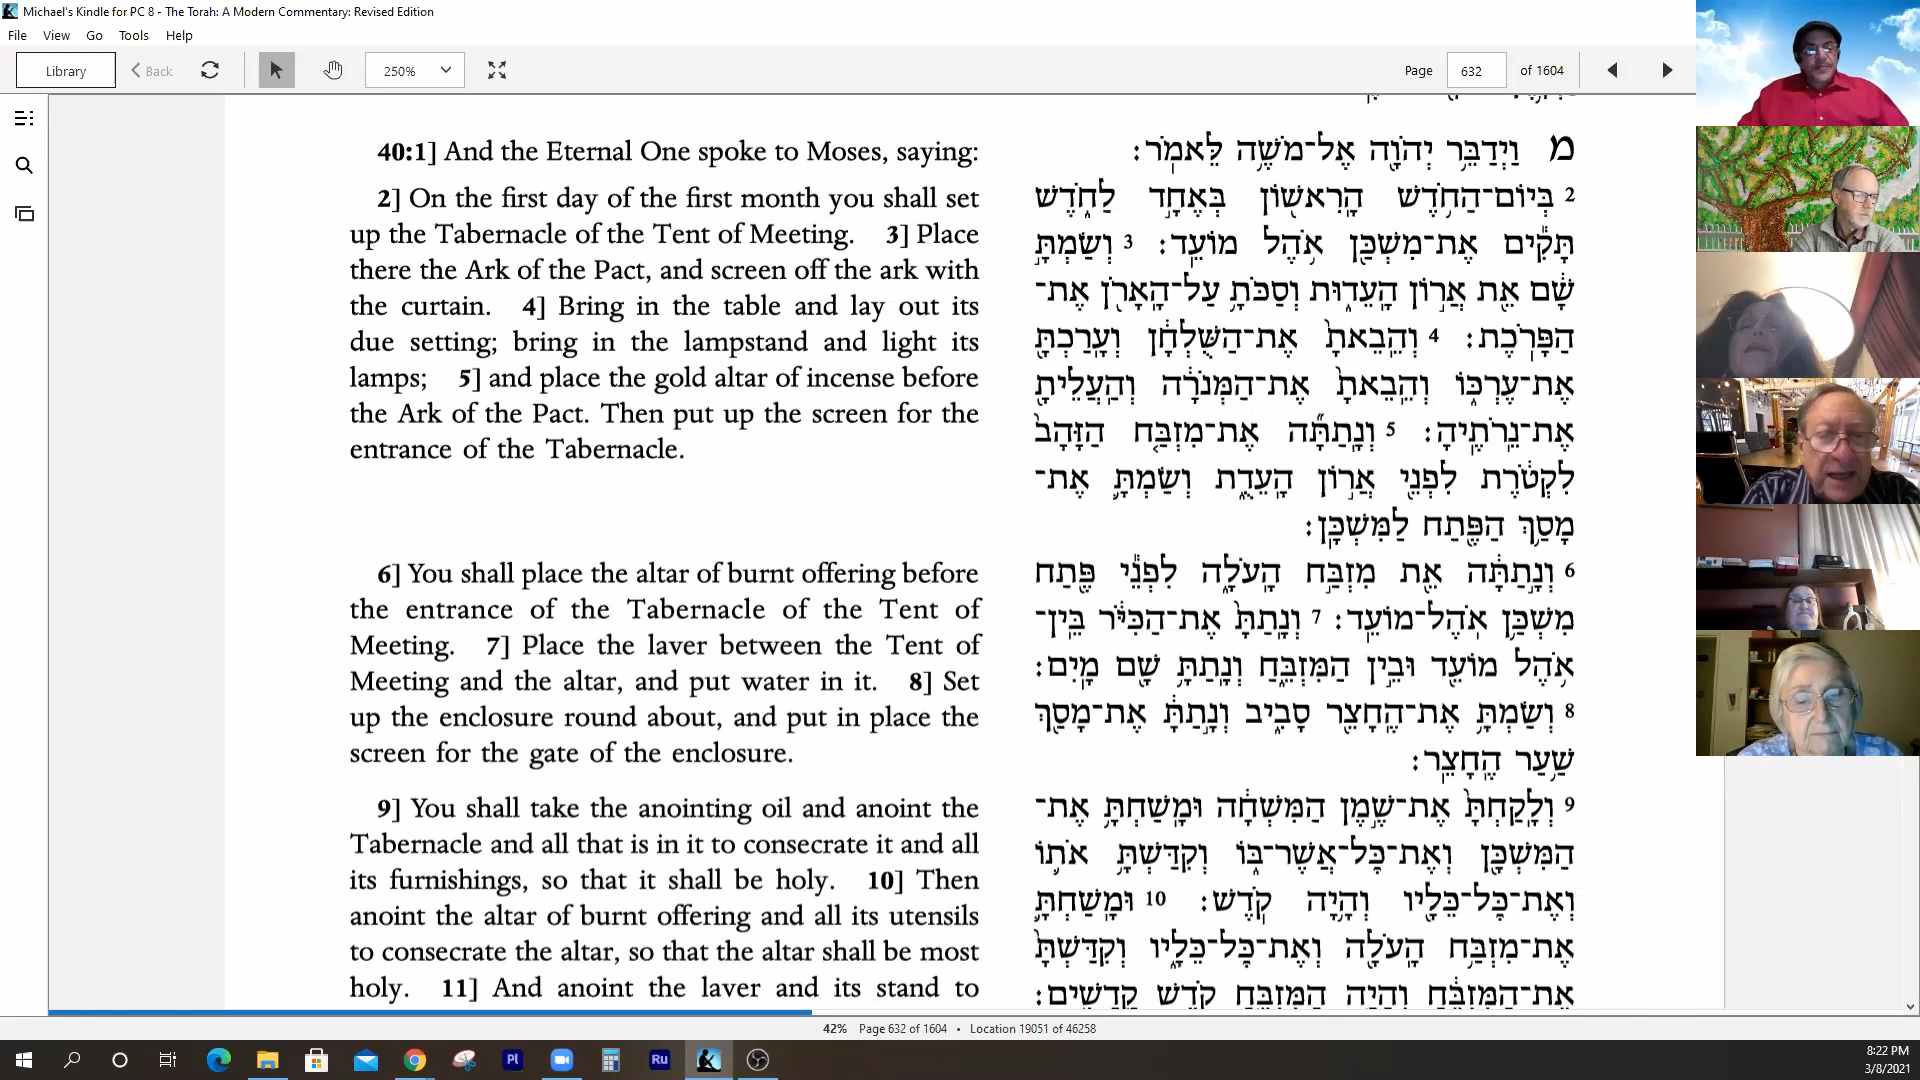 Michael's Kindle for PC 8 - The Torah: A Modern Commentary: Revised Edition
File View Go Tools Help
Library
Back
250%
Page 632 of 1604
40:1] And the Eternal One spoke to Moses, saying:
2] On the first day of the first month you shall set
up the Tabernacle of the Tent of Meeting. 3] Place
there the Ark of the Pact, and screen off the ark with
the curtain. 4] Bring in the table and lay out its
due setting; bring in the lampstand and light its
lamps; 5] and place the gold altar of incense before
the Ark of the Pact. Then put up the screen for the
entrance of the Tabernacle.
6] You shall place the altar of burnt offering before
the entrance of the Tabernacle of the Tent of
Meeting. 7] Place the laver between the Tent of
Meeting and the altar, and put water in it. 8] Set
up the enclosure round about, and put in place the
screen for the gate of the enclosure.
9] You shall take the anointing oil and anoint the
Tabernacle and all that is in it to consecrate it and all
its furnishings, so that it shall be holy. 10] Then
anoint the altar of burnt offering and all its utensils
to consecrate the altar, so that the altar shall be most
holy. 11] And anoint the laver and its stand to
מ וַיְדַבֵּ֥ר יְהֹוָ֖ה אֶל־מֹשֶׁ֥ה לֵּאמֹֽר׃
2 בְּיוֹם־הַחֹ֥דֶשׁ הָרִאשׁ֖וֹן בְּאֶחָ֣ד לַחֹ֑דֶשׁ
תָּקִ֕ים אֶת־מִשְׁכַּ֖ן אֹ֥הֶל מוֹעֵֽד׃ 3 וְשַׂמְתָּ֣
שָׁ֔ם אֵ֖ת אֲר֣וֹן הָעֵד֑וּת וְסַכֹּתָ֥ עַל־הָאָרֹ֖ן אֶת־
הַפָּרֹֽכֶת׃ 4 וְהֵבֵאתָ֙ אֶת־הַשֻּׁלְחָ֔ן וְעָרַכְתָּ֖
אֶת־עֶרְכּ֑וֹ וְהֵבֵאתָ֙ אֶת־הַמְּנֹרָ֔ה וְהַעֲלֵיתָ֖
אֶת־נֵרֹתֶֽיהָ׃ 5 וְנָתַתָּ֞ה אֶת־מִזְבַּ֤ח הַזָּהָב֙
לִקְטֹ֔רֶת לִפְנֵ֖י אֲר֣וֹן הָעֵדֻ֑ת וְשַׂמְתָּ֛ אֶת־
מָסַ֥ךְ הַפֶּ֖תַח לַמִּשְׁכָּֽן׃
6 וְנָ֣תַתָּ֔ה אֵ֖ת מִזְבַּ֣ח הָעֹלָ֑ה לִפְנֵ֕י פֶּ֖תַח
מִשְׁכַּ֥ן אֹֽהֶל־מוֹעֵֽד׃ 7 וְנָֽתַתָּ֙ אֶת־הַכִּיֹּ֔ר בֵּֽין־
אֹ֥הֶל מוֹעֵ֖ד וּבֵ֣ין הַמִּזְבֵּ֑חַ וְנָתַתָּ֥ שָׁ֖ם מָֽיִם׃
8 וְשַׂמְתָּ֥ אֶת־הֶחָצֵ֖ר סָבִ֑יב וְנָ֣תַתָּ֔ אֶת־מָסַ֖ךְ
שַׁ֥עַר הֶחָצֵֽר׃
9 וְלָקַחְתָּ֙ אֶת־שֶׁ֣מֶן הַמִּשְׁחָ֔ה וּמָשַׁחְתָּ֥ אֶת־
הַמִּשְׁכָּ֖ן וְאֶת־כׇּל־אֲשֶׁר־בּ֑וֹ וְקִדַּשְׁתָּ֥ אֹת֛וֹ
וְאֶת־כׇּל־כֵּלָ֖יו וְהָ֥יָה קֹֽדֶשׁ׃ 10 וּמָשַׁחְתָּ֛
אֶת־מִזְבַּ֥ח הָעֹלָ֖ה וְאֶת־כׇּל־כֵּלָ֑יו וְקִדַּשְׁתָּ֙
אֶת־הַמִּזְבֵּ֔חַ וְהָיָ֥ה הַמִּזְבֵּ֖חַ קֹ֥דֶשׁ קׇדָשִֽׁים׃
42% Page 632 of 1604 • Location 19051 of 46258
Pl Ru
8:22 PM
3/8/2021